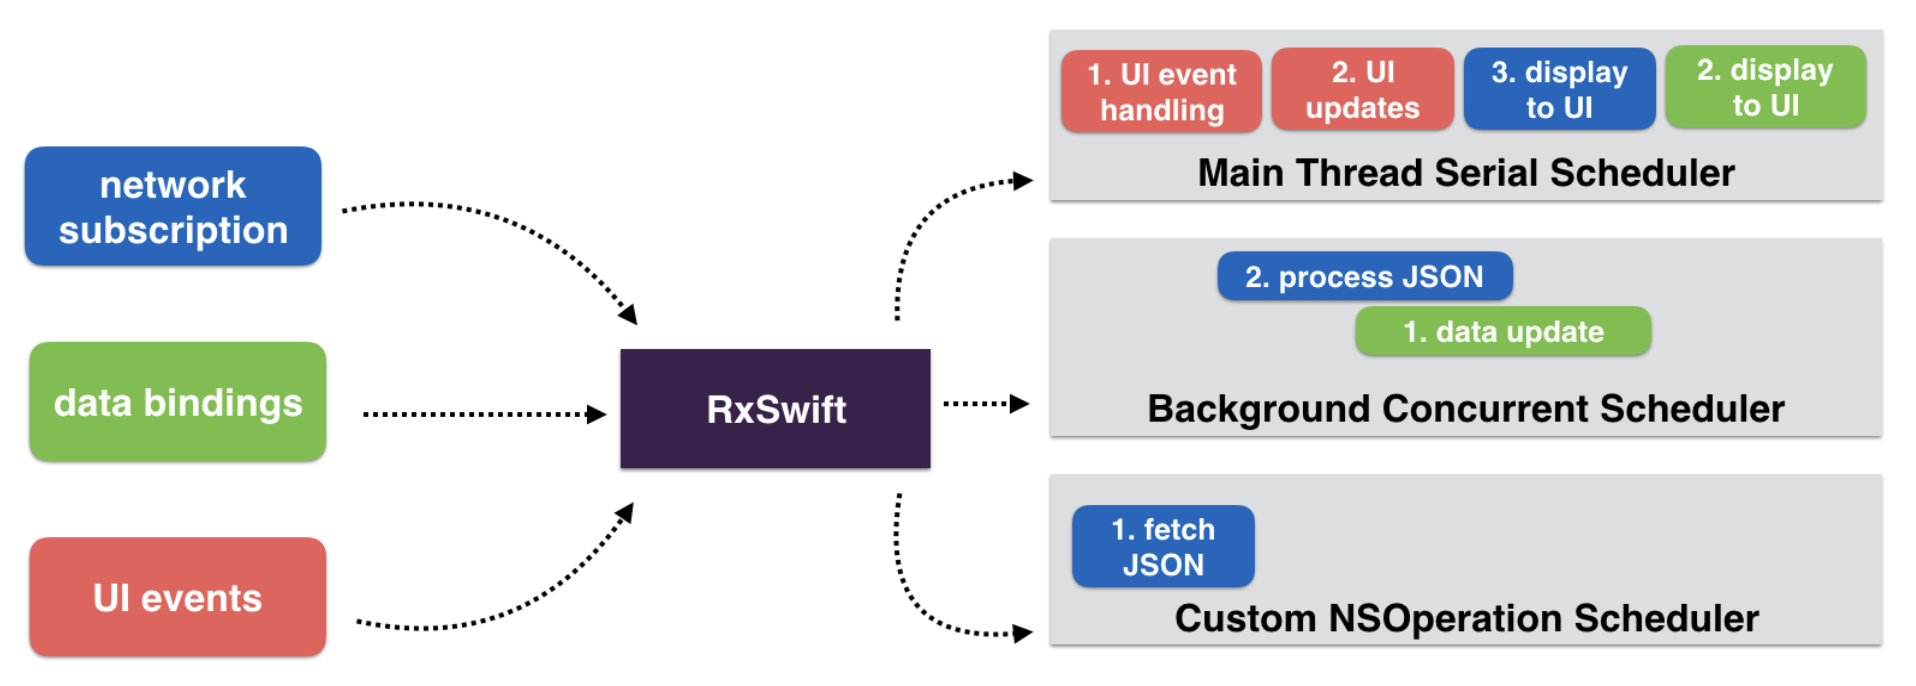 network
subscription
data bindings
UI events
RxSwift
1. UI event
handling
2. UI
updates
3. display
to UI
2. display
to UI
Main Thread Serial Scheduler
2. process JSON
1. data update
Background Concurrent Scheduler
1. fetch
JSON
Custom NSOperation Scheduler